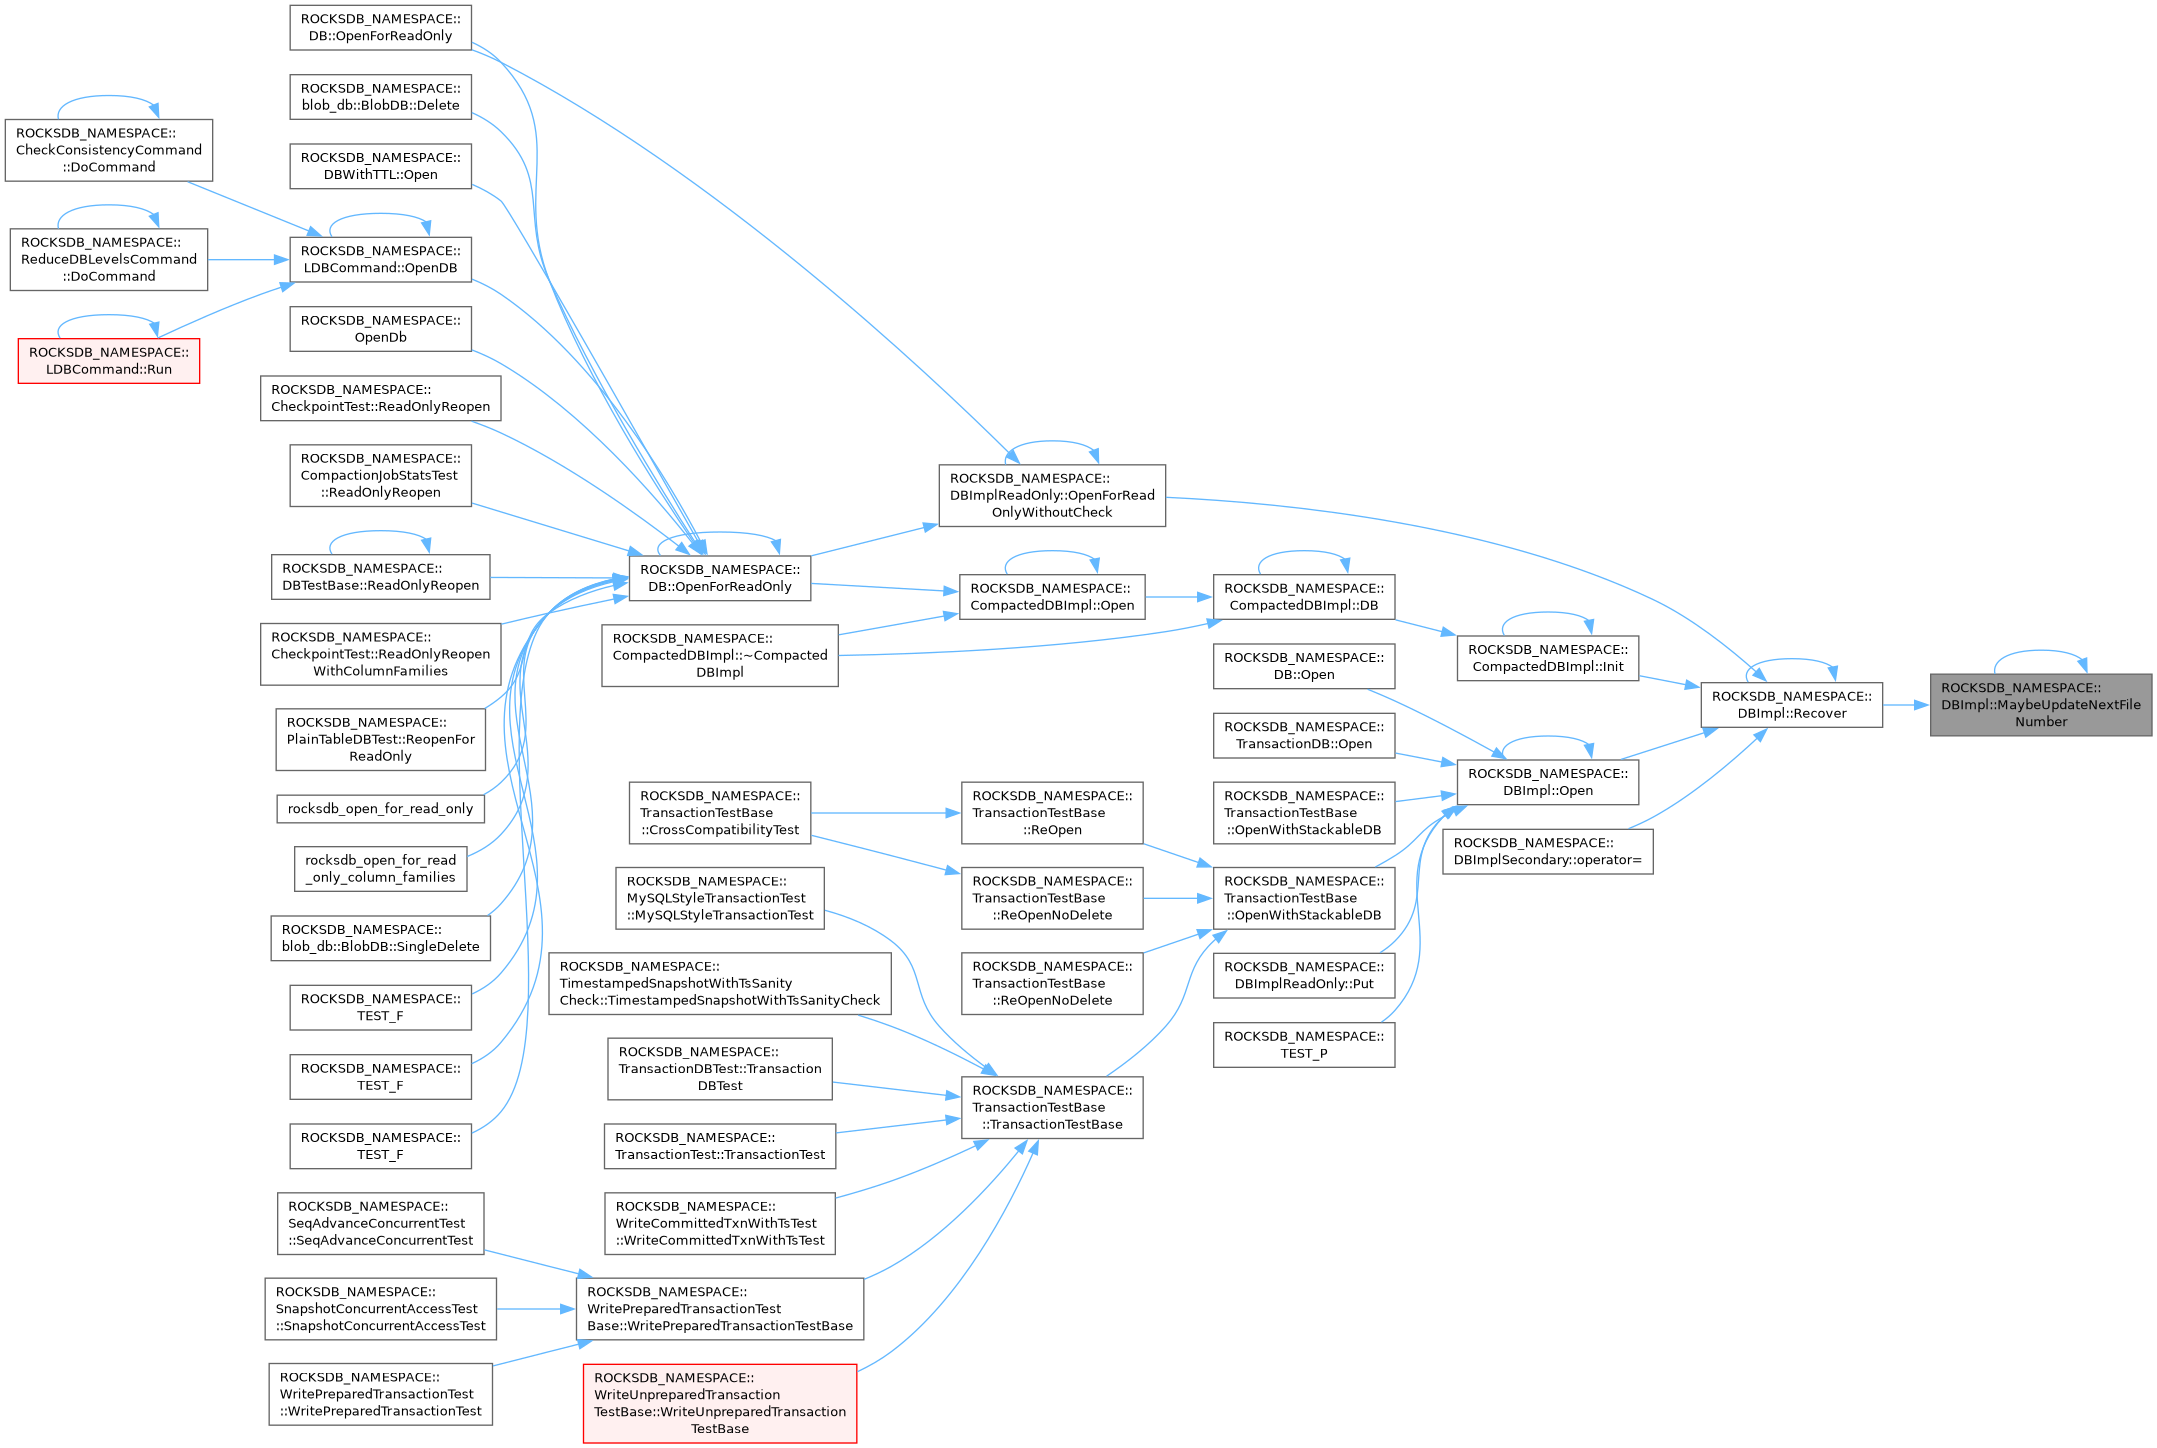 ROCKSDB_NAMESPACE::
DB::OpenForReadOnly
ROCKSDB_NAMESPACE::
blob_db::BlobDB::Delete
ROCKSDB_NAMESPACE::
CheckConsistencyCommand
::DoCommand
ROCKSDB_NAMESPACE::
DBWithTTL::Open
ROCKSDB_NAMESPACE::
ReduceDBLevelsCommand
::DoCommand
ROCKSDB_NAMESPACE::
LDBCommand::OpenDB
ROCKSDB_NAMESPACE::
LDBCommand::Run
ROCKSDB_NAMESPACE::
OpenDb
ROCKSDB_NAMESPACE::
CheckpointTest::ReadOnlyReopen
ROCKSDB_NAMESPACE::
CompactionJobStatsTest
::ReadOnlyReopen
ROCKSDB_NAMESPACE::
DBImplReadOnly::OpenForRead
OnlyWithoutCheck
ROCKSDB_NAMESPACE::
DBTestBase::ReadOnlyReopen
ROCKSDB_NAMESPACE::
DB::OpenForReadOnly
ROCKSDB_NAMESPACE::
CompactedDBImpl::Open
ROCKSDB_NAMESPACE::
CompactedDBImpl::DB
ROCKSDB_NAMESPACE::
CheckpointTest::ReadOnlyReopen
WithColumnFamilies
ROCKSDB_NAMESPACE::
CompactedDBImpl::~Compacted
DBImpl
ROCKSDB_NAMESPACE::
DB::Open
ROCKSDB_NAMESPACE::
CompactedDBImpl::Init
ROCKSDB_NAMESPACE::
DBImpl::Recover
ROCKSDB_NAMESPACE::
DBImpl::MaybeUpdateNextFile
Number
ROCKSDB_NAMESPACE::
PlainTableDBTest::ReopenFor
ReadOnly
ROCKSDB_NAMESPACE::
TransactionDB::Open
ROCKSDB_NAMESPACE::
DBImpl::Open
rocksdb_open_for_read_only
ROCKSDB_NAMESPACE::
TransactionTestBase
::CrossCompatibilityTest
ROCKSDB_NAMESPACE::
TransactionTestBase
::ReOpen
ROCKSDB_NAMESPACE::
TransactionTestBase
::OpenWithStackableDB
ROCKSDB_NAMESPACE::
DBImplSecondary::operator=
rocksdb_open_for_read
_only_column_families
ROCKSDB_NAMESPACE::
MySQLStyleTransactionTest
::MySQLStyleTransactionTest
ROCKSDB_NAMESPACE::
TransactionTestBase
::ReOpenNoDelete
ROCKSDB_NAMESPACE::
TransactionTestBase
::OpenWithStackableDB
ROCKSDB_NAMESPACE::
blob_db::BlobDB::SingleDelete
ROCKSDB_NAMESPACE::
TimestampedSnapshotWithTsSanity
Check::TimestampedSnapshotWithTsSanityCheck
ROCKSDB_NAMESPACE::
TransactionTestBase
::ReOpenNoDelete
ROCKSDB_NAMESPACE::
DBImplReadOnly::Put
ROCKSDB_NAMESPACE::
TEST_F
ROCKSDB_NAMESPACE::
TEST_P
ROCKSDB_NAMESPACE::
TEST_F
ROCKSDB_NAMESPACE::
TransactionDBTest::Transaction
DBTest
ROCKSDB_NAMESPACE::
TransactionTestBase
::TransactionTestBase
ROCKSDB_NAMESPACE::
TEST_F
ROCKSDB_NAMESPACE::
TransactionTest::TransactionTest
ROCKSDB_NAMESPACE::
SeqAdvanceConcurrentTest
::SeqAdvanceConcurrentTest
ROCKSDB_NAMESPACE::
WriteCommittedTxnWithTsTest
::WriteCommittedTxnWithTsTest
ROCKSDB_NAMESPACE::
SnapshotConcurrentAccessTest
::SnapshotConcurrentAccessTest
ROCKSDB_NAMESPACE::
WritePreparedTransactionTest
Base::WritePreparedTransactionTestBase
ROCKSDB_NAMESPACE::
WritePreparedTransactionTest
::WritePreparedTransactionTest
ROCKSDB_NAMESPACE::
WriteUnpreparedTransaction
TestBase::WriteUnpreparedTransaction
TestBase